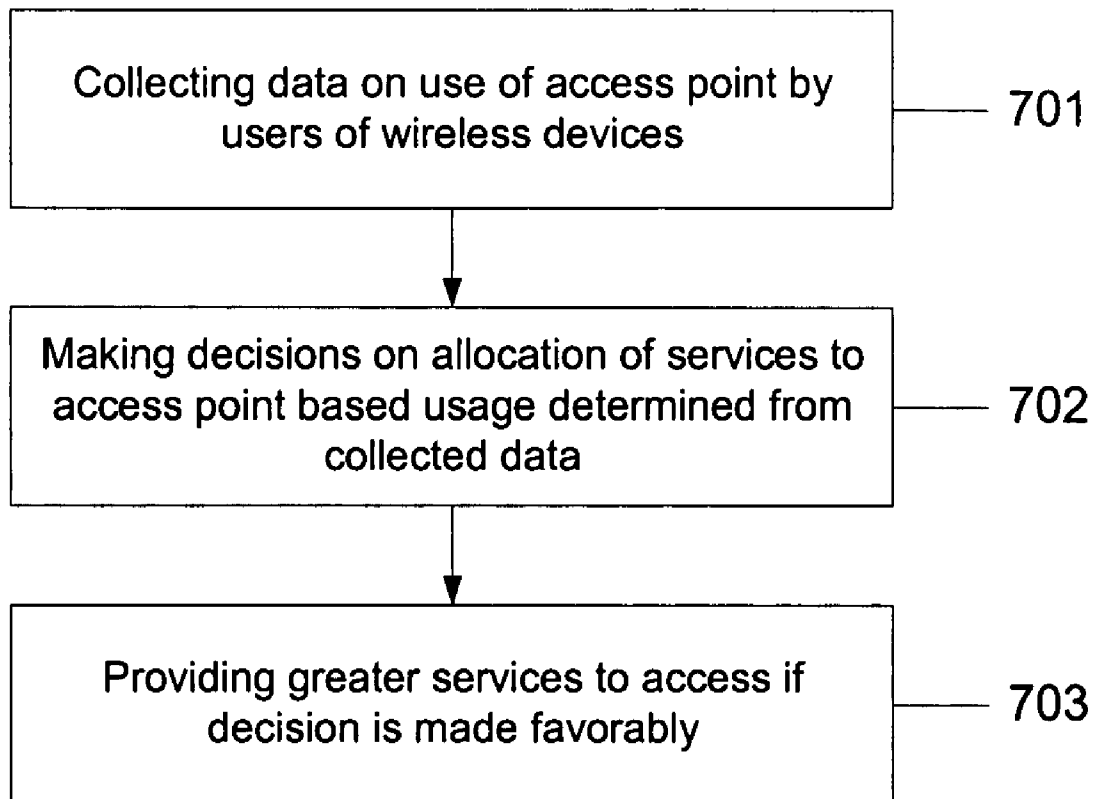 Collecting data on use of access point by
users of wireless devices
701
Making decisions on allocation of services to
access point based usage determined from
collected data
702
Providing greater services to access if
decision is made favorably
703